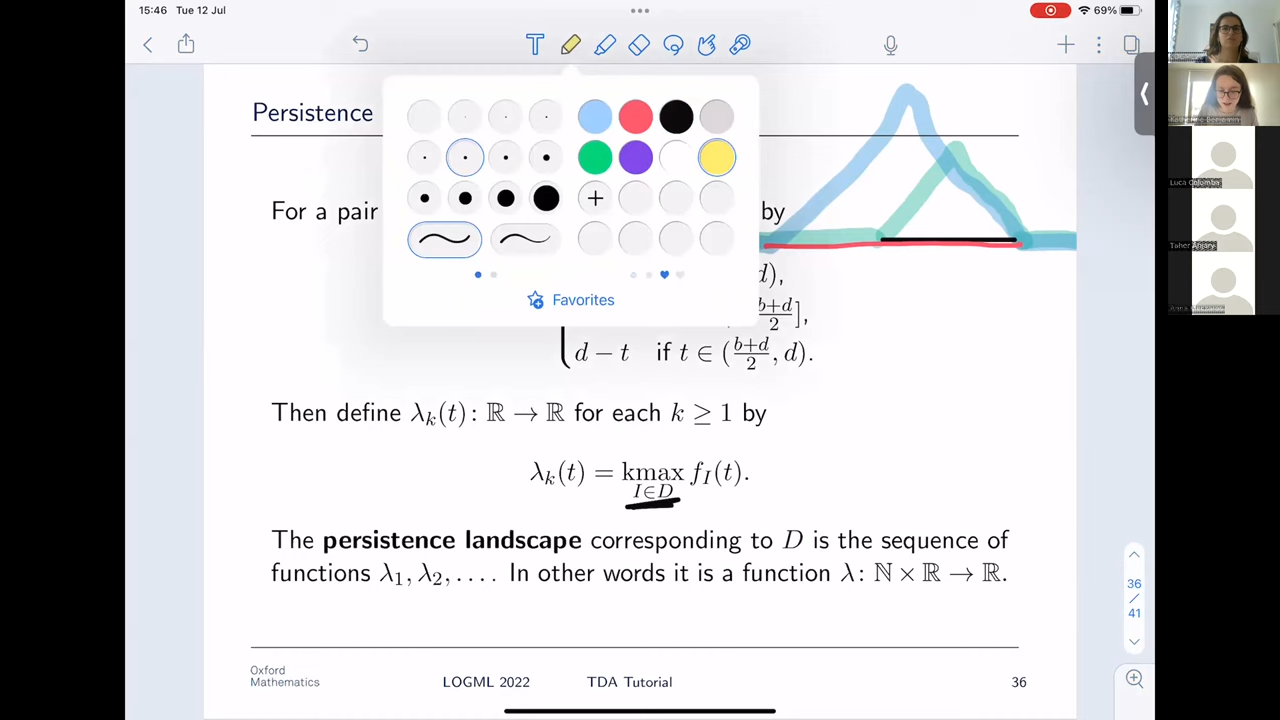 15:46 Tue 12 Jul
69%
T
Persistence
For a pair
by
d),
b+d/2],
d − t if t ∈ (b+d/2, d).
Then define λk(t): ℝ → ℝ for each k ≥ 1 by
λk(t) = kmax fI(t).
I∈D
The persistence landscape corresponding to D is the sequence of
functions λ1, λ2, .... In other words it is a function λ: ℕ × ℝ → ℝ.
Favorites
36
/
41
Oxford
Mathematics
LOGML 2022
TDA Tutorial
36
Luca Colombo